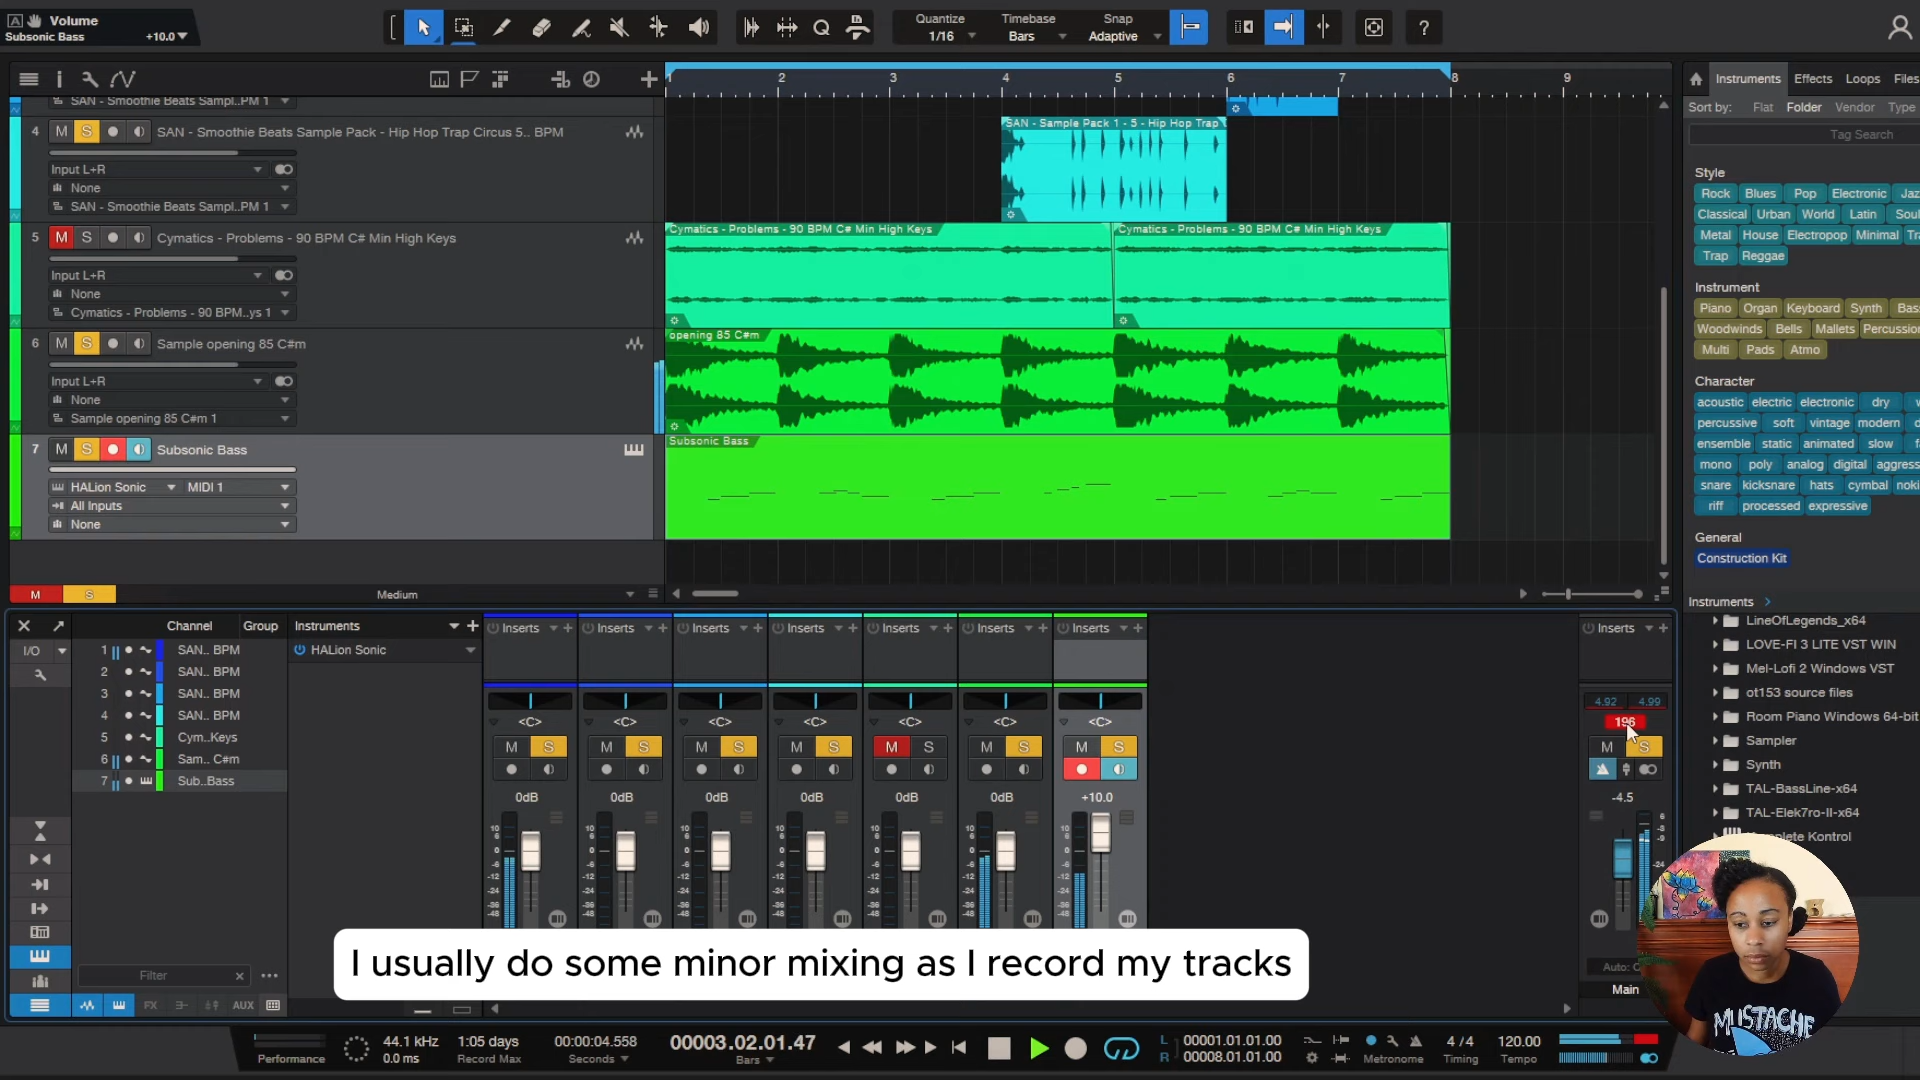 Volume
Subsonic Bass +10.0
Quantize
1/16
Timebase
Bars
Snap
Adaptive
?
1 2 3 4 5 6 7 8 9
SAN - Smoothie Beats Sampl..PM 1
4 M S SAN - Smoothie Beats Sample Pack - Hip Hop Trap Circus 5.. BPM
Input L+R
None
SAN - Smoothie Beats Sampl..PM 1
SAN - Sample Pack 1 - 5 - Hip Hop Trap
5 M S Cymatics - Problems - 90 BPM C# Min High Keys
Input L+R
None
Cymatics - Problems - 90 BPM..ys 1
Cymatics - Problems - 90 BPM C# Min High Keys
Cymatics - Problems - 90 BPM C# Min High Keys
6 M S Sample opening 85 C#m
Input L+R
None
Sample opening 85 C#m 1
opening 85 C#m
7 M S Subsonic Bass
HALion Sonic MIDI 1
All Inputs
None
Subsonic Bass
M S Medium
Instruments Effects Loops Files
Sort by: Flat Folder Vendor Type
Tag Search
Style
Rock Blues Pop Electronic Jaz
Classical Urban World Latin Soul
Metal House Electropop Minimal Tra
Trap Reggae
Instrument
Piano Organ Keyboard Synth Bass
Woodwinds Bells Mallets Percussion
Multi Pads Atmo
Character
acoustic electric electronic dry
percussive soft vintage modern
ensemble static animated slow
mono poly analog digital aggress
snare kicksnare hats cymbal noki
riff processed expressive
General
Construction Kit
Instruments
LineOfLegends_x64
LOVE-FI 3 LITE VST WIN
Mel-Lofi 2 Windows VST
ot153 source files
Room Piano Windows 64-bit
Sampler
Synth
TAL-BassLine-x64
TAL-Elek7ro-II-x64
Komplete Kontrol
I/O
Channel Group
1 SAN.. BPM
2 SAN.. BPM
3 SAN.. BPM
4 SAN.. BPM
5 Cym..Keys
6 Sam.. C#m
7 Sub..Bass
Instruments
HALion Sonic
Filter
FX AUX
Inserts Inserts Inserts Inserts Inserts Inserts Inserts Inserts
<C> <C> <C> <C> <C> <C> <C>
M S M S M S M S M S M S M S
0dB 0dB 0dB 0dB 0dB 0dB +10.0
4.92 4.99
196
M S
-4.5
Auto:
Main
I usually do some minor mixing as I record my tracks
MUSTACHE
Performance
44.1 kHz
0.0 ms
1:05 days
Record Max
00:00:04.558
Seconds
00003.02.01.47
Bars
L 00001.01.01.00
R 00008.01.01.00
Metronome
4 / 4
Timing
120.00
Tempo